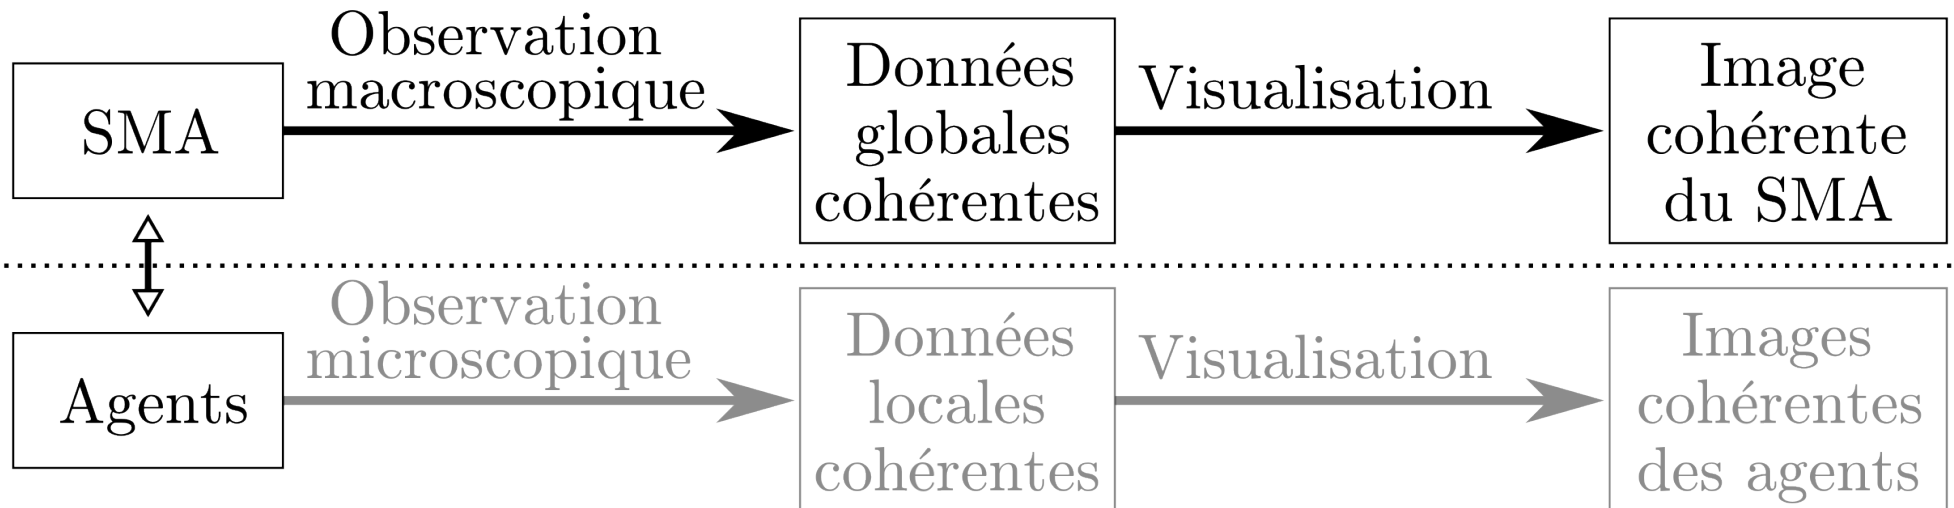 SMA
Observation
macroscopique
Données
globales
cohérentes
Visualisation
Image
cohérente
du SMA
Agents
Observation
microscopique
Données
locales
cohérentes
Visualisation
Images
cohérentes
des agents